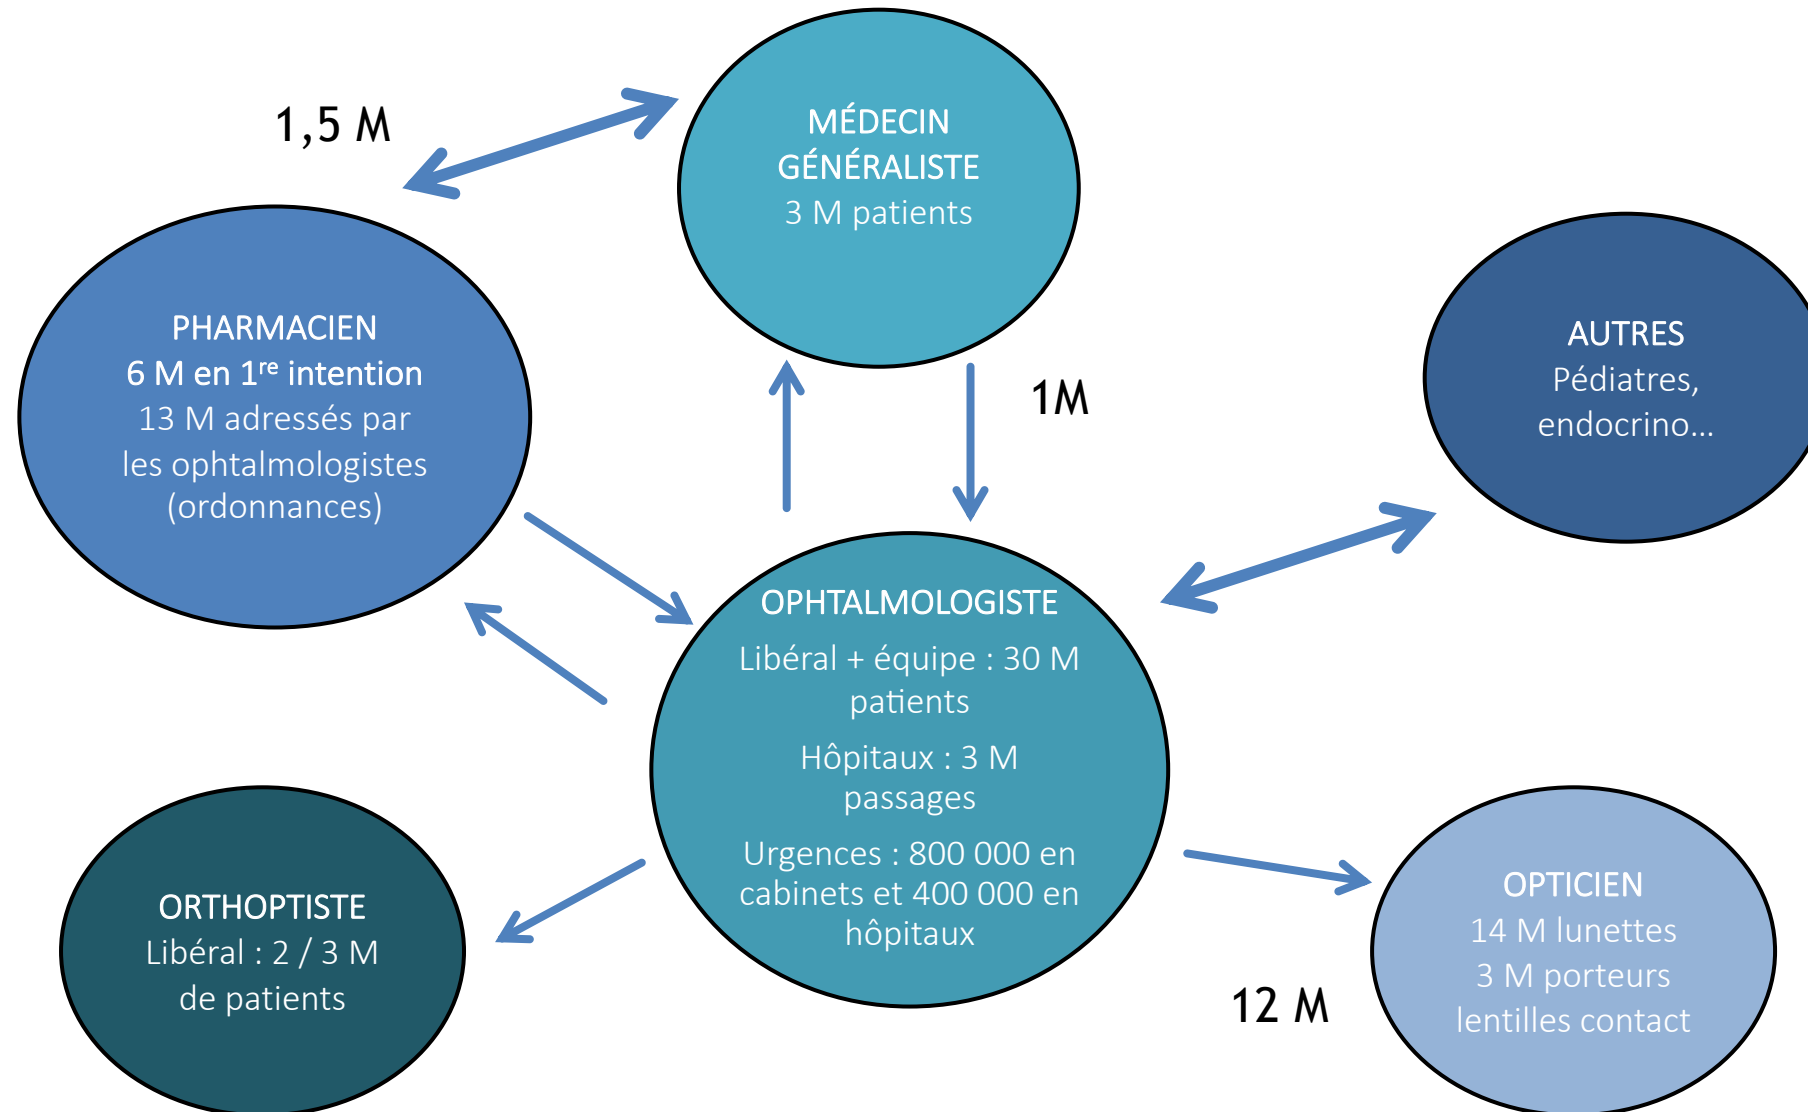 1,5 M
MÉDECIN
GÉNÉRALISTE
3 M patients
PHARMACIEN
6 M en 1re intention
13 M adressés par
les ophtalmologistes
(ordonnances)
1M
AUTRES
Pédiatres,
endocrino...
OPHTALMOLOGISTE
Libéral + équipe : 30 M
patients
Hôpitaux : 3 M
passages
Urgences : 800 000 en
cabinets et 400 000 en
hôpitaux
ORTHOPTISTE
Libéral : 2 / 3 M
de patients
12 M
OPTICIEN
14 M lunettes
3 M porteurs
lentilles contact